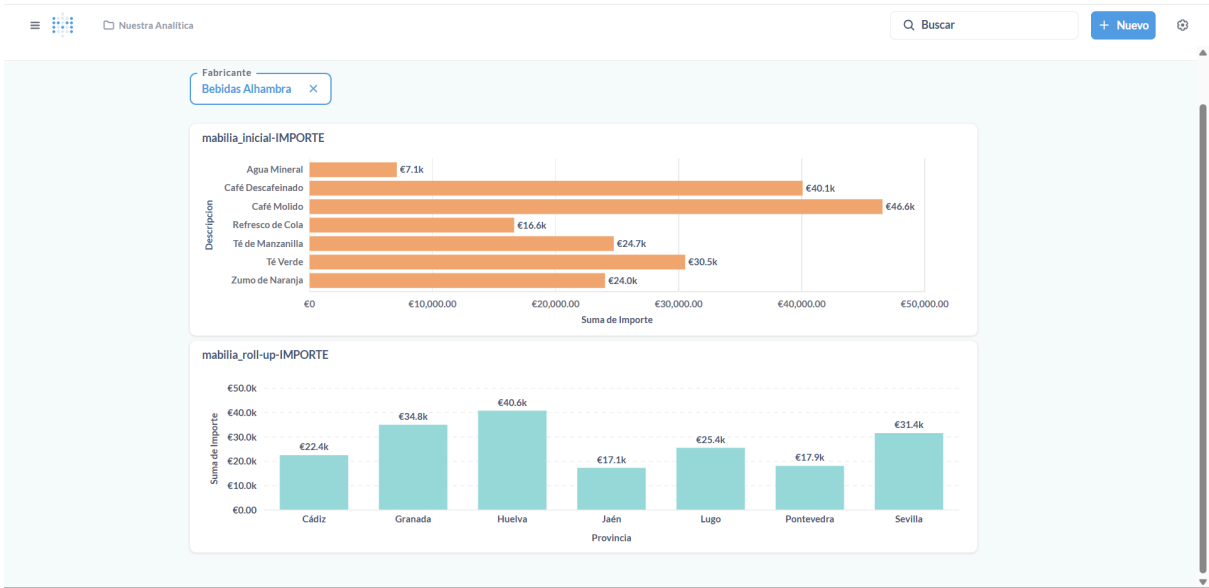 Nuestra Analítica
Buscar
+ Nuevo
Fabricante
Bebidas Alhambra ×
mabilia_inicial-IMPORTE
Descripcion
Agua Mineral €7.1k
Café Descafeinado €40.1k
Café Molido €46.6k
Refresco de Cola €16.6k
Té de Manzanilla €24.7k
Té Verde €30.5k
Zumo de Naranja €24.0k
€0 €10,000.00 €20,000.00 €30,000.00 €40,000.00 €50,000.00
Suma de Importe
mabilia_roll-up-IMPORTE
Suma de Importe
€50.0k
€40.0k
€30.0k
€20.0k
€10.0k
€0.00
€22.4k €34.8k €40.6k €17.1k €25.4k €17.9k €31.4k
Cádiz Granada Huelva Jaén Lugo Pontevedra Sevilla
Provincia